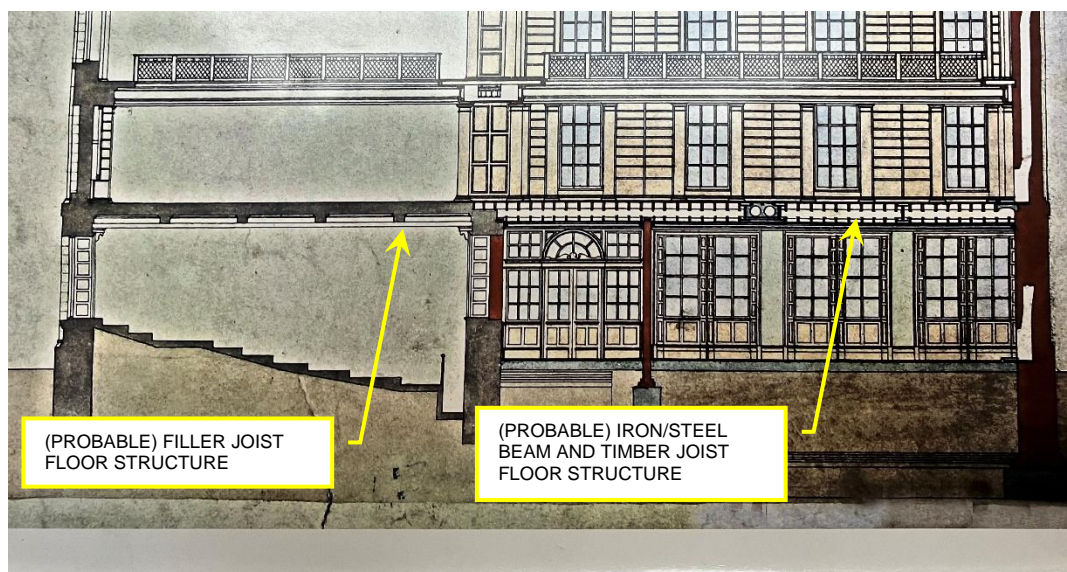 (PROBABLE) FILLER JOIST
FLOOR STRUCTURE
(PROBABLE) IRON/STEEL
BEAM AND TIMBER JOIST
FLOOR STRUCTURE